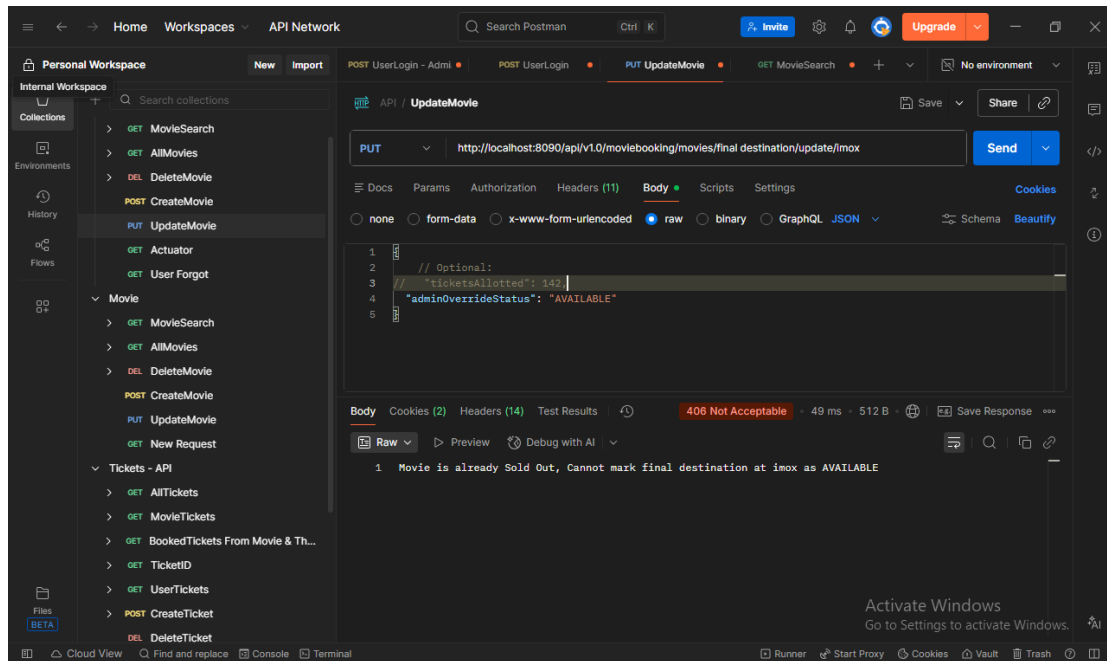 Home Workspaces API Network Search Postman Ctrl K Invite Upgrade
Personal Workspace New Import POST UserLogin - Admi POST UserLogin PUT UpdateMovie GET MovieSearch No environment
Internal Workspace
Search collections
API / UpdateMovie Save Share
Collections
Environments
History
Flows
Files
BETA
GET MovieSearch
GET AllMovies
DEL DeleteMovie
POST CreateMovie
PUT UpdateMovie
GET Actuator
GET User Forgot
Movie
GET MovieSearch
GET AllMovies
DEL DeleteMovie
POST CreateMovie
PUT UpdateMovie
GET New Request
Tickets - API
GET AllTickets
GET MovieTickets
GET BookedTickets From Movie & Th...
GET TicketID
GET UserTickets
POST CreateTicket
DEL DeleteTicket
PUT http://localhost:8090/api/v1.0/moviebooking/movies/final destination/update/imox Send
Docs Params Authorization Headers (11) Body Scripts Settings Cookies
none form-data x-www-form-urlencoded raw binary GraphQL JSON Schema Beautify
1 {
2 // Optional:
3 // "ticketsAllotted": 142,
4 "adminOverrideStatus": "AVAILABLE"
5 }
Body Cookies (2) Headers (14) Test Results 406 Not Acceptable 49 ms 512 B e.g. Save Response
Raw Preview Debug with AI
1 Movie is already Sold Out, Cannot mark final destination at imox as AVAILABLE
Activate Windows
Go to Settings to activate Windows.
AI
Cloud View Find and replace Console Terminal Runner Start Proxy Cookies Vault Trash